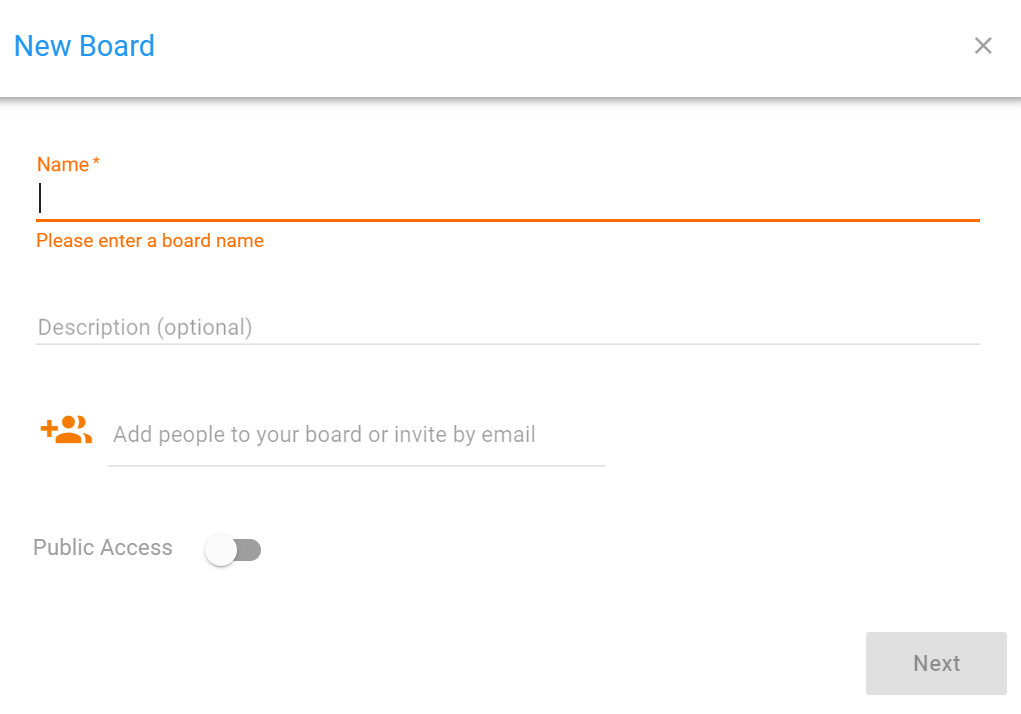 New Board
Name *
Please enter a board name
Description (optional)
Add people to your board or invite by email
Public Access
Next